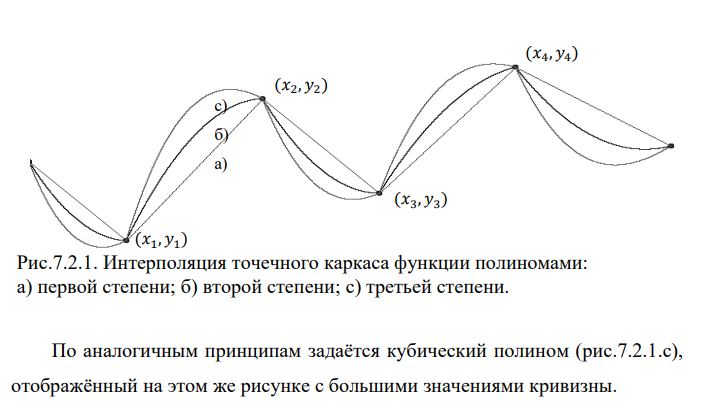 (x₄, y₄)
(x₂, y₂)
с)
б)
а)
(x₃, y₃)
(x₁, y₁)
Рис.7.2.1. Интерполяция точечного каркаса функции полиномами:
а) первой степени; б) второй степени; с) третьей степени.
По аналогичным принципам задаётся кубический полином (рис.7.2.1.с),
отображённый на этом же рисунке с большими значениями кривизны.